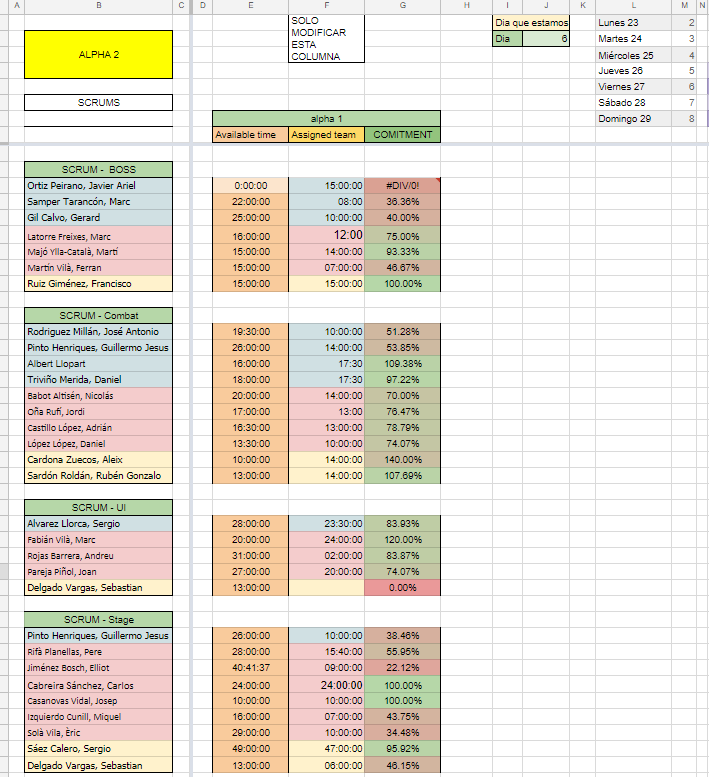 A B C D E F G H I J K L M N
SOLO MODIFICAR ESTA COLUMNA
Dia que estamos
Dia 6
Lunes 23 2
Martes 24 3
Miércoles 25 4
Jueves 26 5
Viernes 27 6
Sábado 28 7
Domingo 29 8
ALPHA 2
SCRUMS
alpha 1
Available time Assigned team COMITMENT
SCRUM - BOSS
Ortiz Peirano, Javier Ariel 0:00:00 15:00:00 #DIV/0!
Samper Tarancón, Marc 22:00:00 08:00 36.36%
Gil Calvo, Gerard 25:00:00 10:00:00 40.00%
Latorre Freixes, Marc 16:00:00 12:00 75.00%
Majó Ylla-Català, Martí 15:00:00 14:00:00 93.33%
Martín Vilà, Ferran 15:00:00 07:00:00 46.67%
Ruiz Giménez, Francisco 15:00:00 15:00:00 100.00%
SCRUM - Combat
Rodriguez Millán, José Antonio 19:30:00 10:00:00 51.28%
Pinto Henriques, Guillermo Jesus 26:00:00 14:00:00 53.85%
Albert Llopart 16:00:00 17:30 109.38%
Triviño Merida, Daniel 18:00:00 17:30 97.22%
Babot Altisén, Nicolás 20:00:00 14:00:00 70.00%
Oña Rufí, Jordi 17:00:00 13:00 76.47%
Castillo López, Adrián 16:30:00 13:00:00 78.79%
López López, Daniel 13:30:00 10:00:00 74.07%
Cardona Zuecos, Aleix 10:00:00 14:00:00 140.00%
Sardón Roldán, Rubén Gonzalo 13:00:00 14:00:00 107.69%
SCRUM - UI
Alvarez Llorca, Sergio 28:00:00 23:30:00 83.93%
Fabián Vilà, Marc 20:00:00 24:00:00 120.00%
Rojas Barrera, Andreu 31:00:00 02:00:00 83.87%
Pareja Piñol, Joan 27:00:00 20:00:00 74.07%
Delgado Vargas, Sebastian 13:00:00 0.00%
SCRUM - Stage
Pinto Henriques, Guillermo Jesus 26:00:00 10:00:00 38.46%
Rifà Planellas, Pere 28:00:00 15:40:00 55.95%
Jiménez Bosch, Elliot 40:41:37 09:00:00 22.12%
Cabreira Sánchez, Carlos 24:00:00 24:00:00 100.00%
Casanovas Vidal, Josep 10:00:00 10:00:00 100.00%
Izquierdo Cunill, Miquel 16:00:00 07:00:00 43.75%
Solà Vila, Èric 29:00:00 10:00:00 34.48%
Sáez Calero, Sergio 49:00:00 47:00:00 95.92%
Delgado Vargas, Sebastian 13:00:00 06:00:00 46.15%